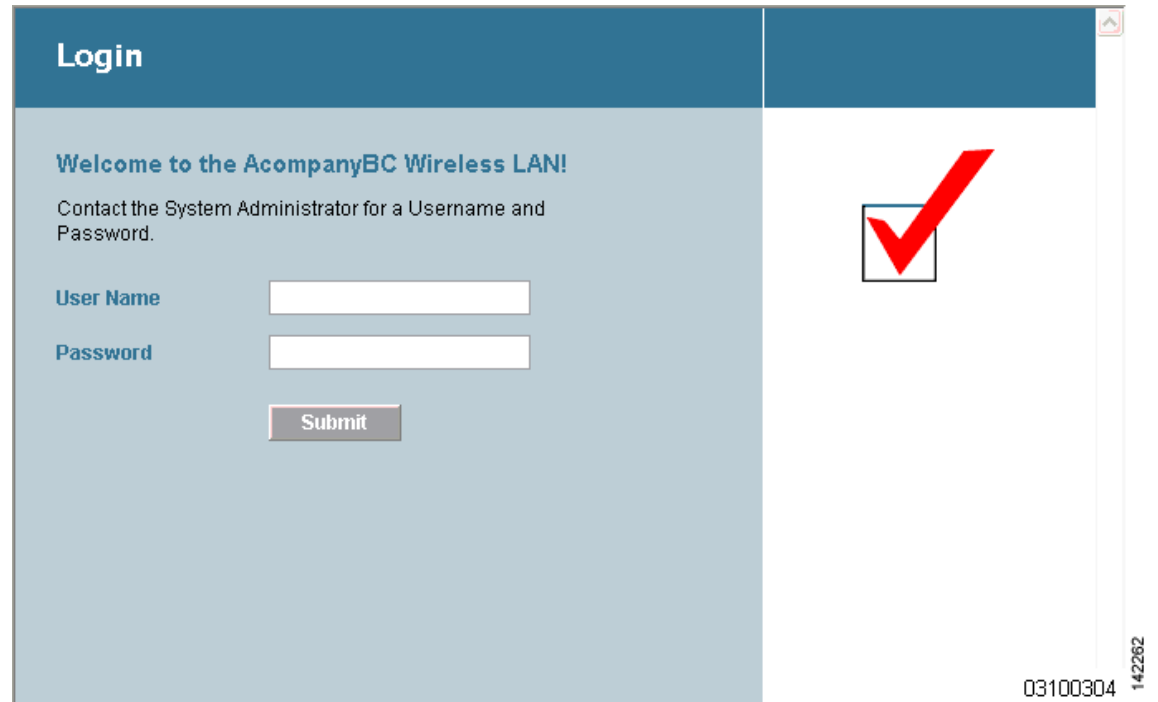 Login
Welcome to the AcompanyBC Wireless LAN!
Contact the System Administrator for a Username and
Password.
User Name
Password
Submit
03100304
142262